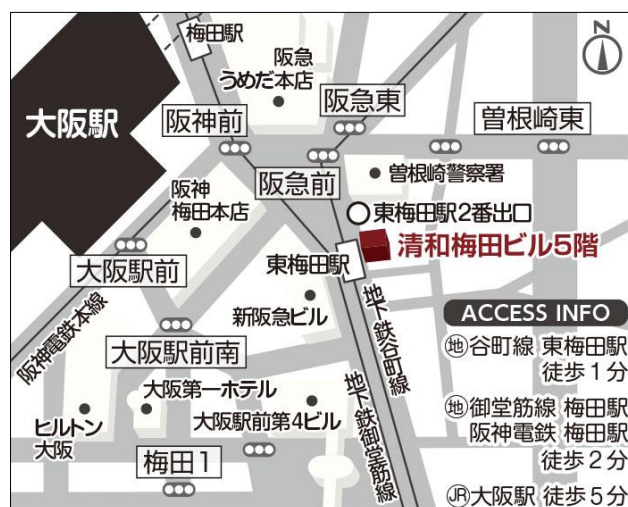 N
梅田駅
阪急
うめだ本店
阪急東
大阪駅
阪神前
曽根崎東
阪急前
曽根崎警察署
阪神
梅田本店
東梅田駅2番出口
清和梅田ビル5階
大阪駅前
東梅田駅
新阪急ビル
地下鉄谷町線
阪神電鉄本線
大阪駅前南
大阪第一ホテル
地下鉄御堂筋線
ヒルトン
大阪
大阪駅前第4ビル
梅田1
ACCESS INFO
地谷町線 東梅田駅
徒歩1分
地御堂筋線 梅田駅
阪神電鉄 梅田駅
徒歩2分
JR大阪駅 徒歩5分